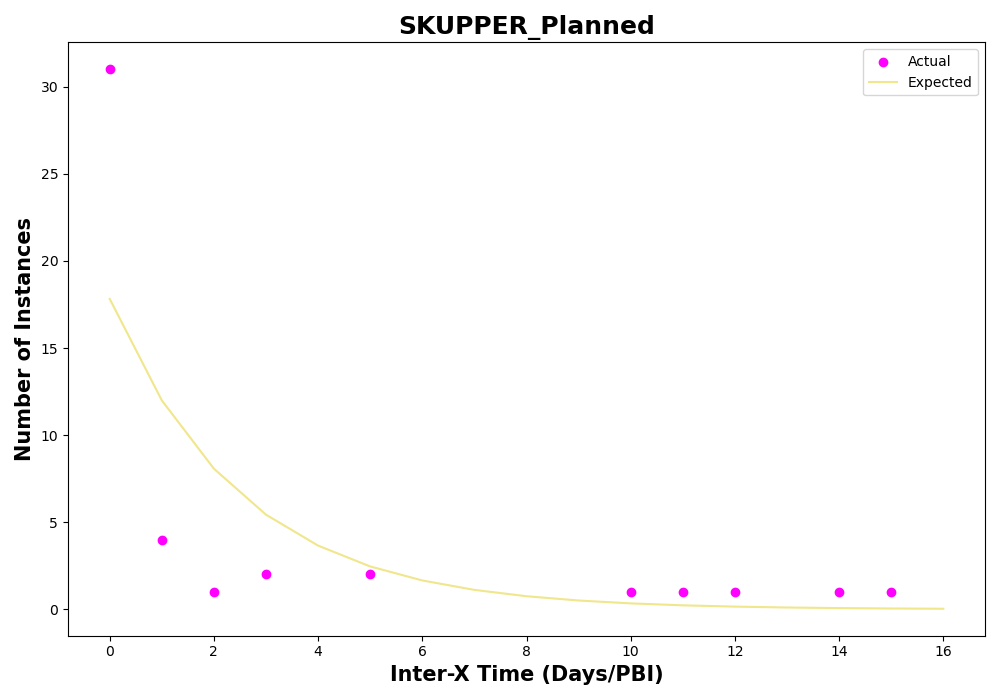 SKUPPER_Planned
Actual
Expected
Number of Instances
30
25
20
15
10
5
0
0 2 4 6 8 10 12 14 16
Inter-X Time (Days/PBI)